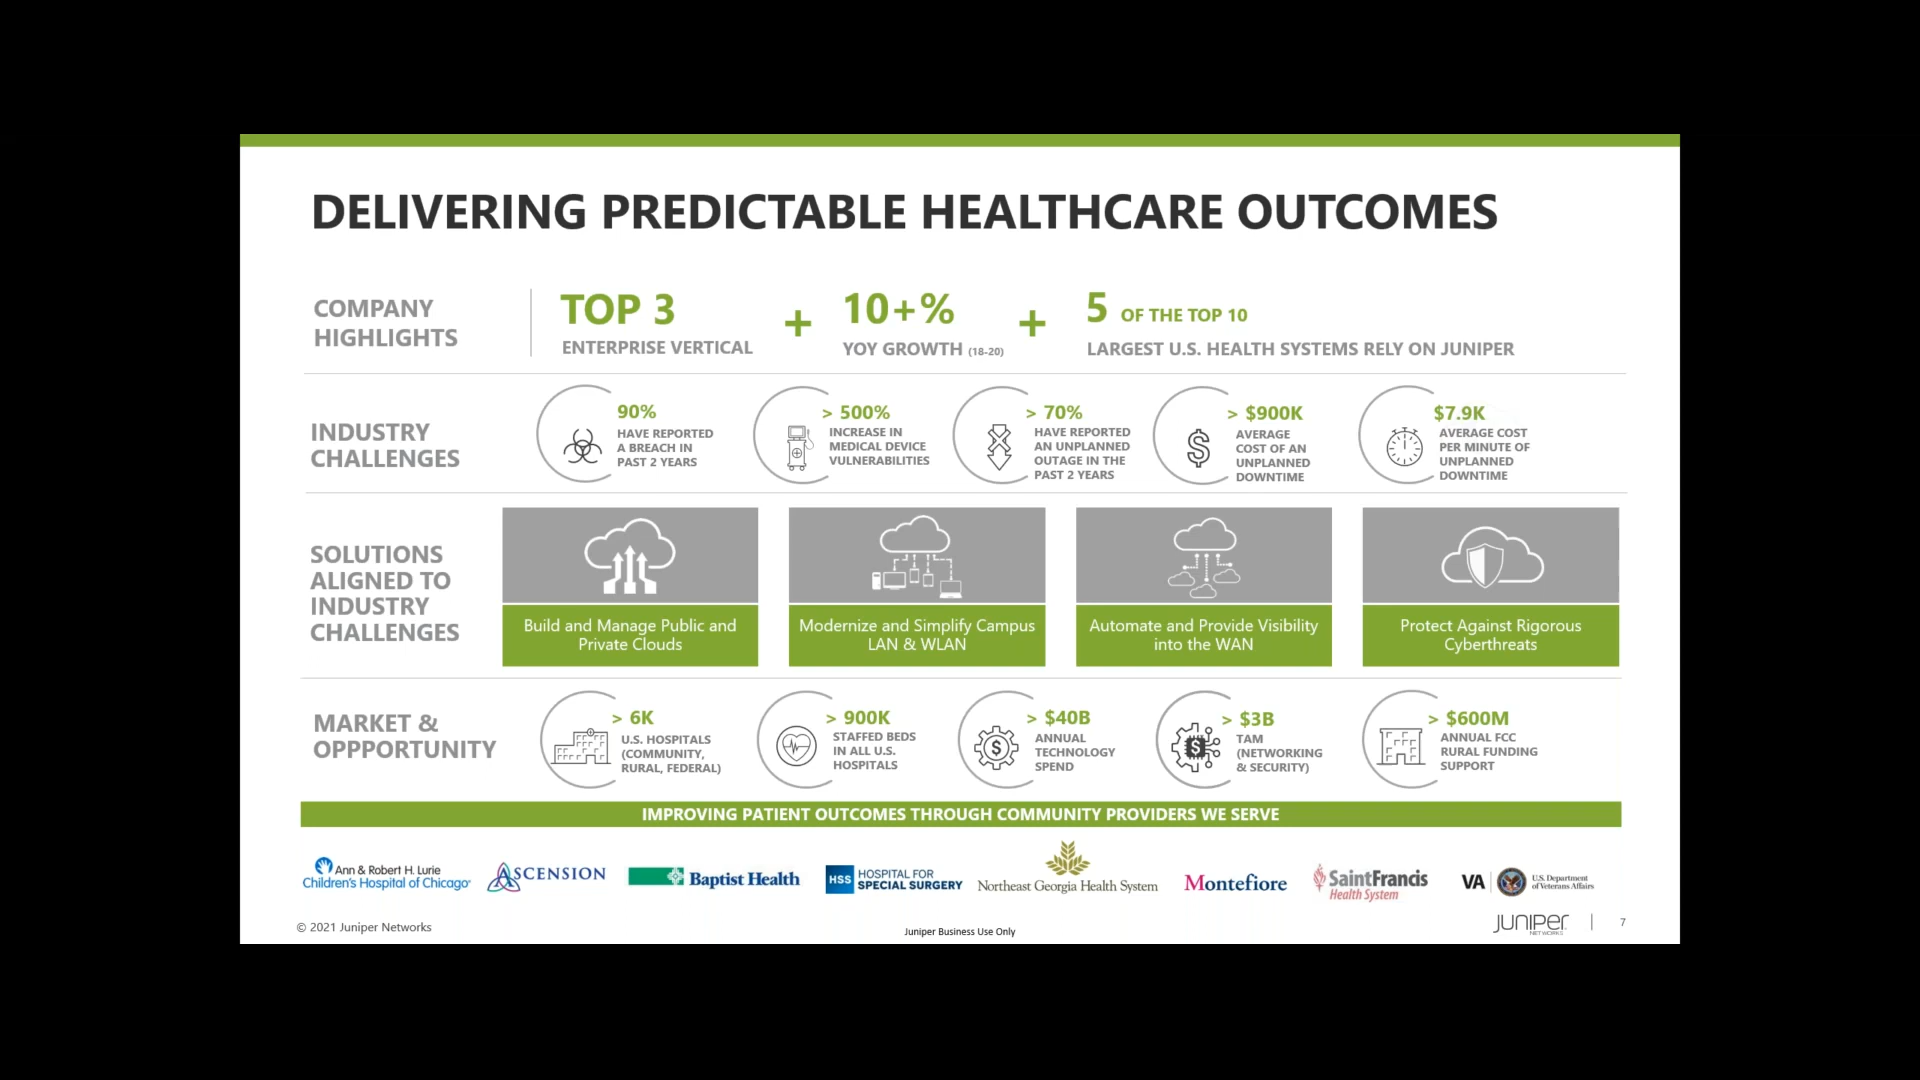 DELIVERING PREDICTABLE HEALTHCARE OUTCOMES
COMPANY
HIGHLIGHTS
TOP 3
ENTERPRISE VERTICAL
+
10+%
YOY GROWTH (18-20)
+
5 OF THE TOP 10
LARGEST U.S. HEALTH SYSTEMS RELY ON JUNIPER
INDUSTRY
CHALLENGES
90%
HAVE REPORTED
A BREACH IN
PAST 2 YEARS
> 500%
INCREASE IN
MEDICAL DEVICE
VULNERABILITIES
> 70%
HAVE REPORTED
AN UNPLANNED
OUTAGE IN THE
PAST 2 YEARS
> $900K
AVERAGE
COST OF AN
UNPLANNED
DOWNTIME
$7.9K
AVERAGE COST
PER MINUTE OF
UNPLANNED
DOWNTIME
SOLUTIONS
ALIGNED TO
INDUSTRY
CHALLENGES
Build and Manage Public and
Private Clouds
Modernize and Simplify Campus
LAN & WLAN
Automate and Provide Visibility
into the WAN
Protect Against Rigorous
Cyberthreats
MARKET &
OPPPORTUNITY
> 6K
U.S. HOSPITALS
(COMMUNITY,
RURAL, FEDERAL)
> 900K
STAFFED BEDS
IN ALL U.S.
HOSPITALS
> $40B
ANNUAL
TECHNOLOGY
SPEND
> $3B
TAM
(NETWORKING
& SECURITY)
> $600M
ANNUAL FCC
RURAL FUNDING
SUPPORT
IMPROVING PATIENT OUTCOMES THROUGH COMMUNITY PROVIDERS WE SERVE
Ann & Robert H. Lurie
Children's Hospital of Chicago
ASCENSION
Baptist Health
HSS
HOSPITAL FOR
SPECIAL SURGERY
Northeast Georgia Health System
Montefiore
SaintFrancis
Health System
VA
U.S. Department
of Veterans Affairs
© 2021 Juniper Networks
Juniper Business Use Only
JUNIPER
NETWORKS
7